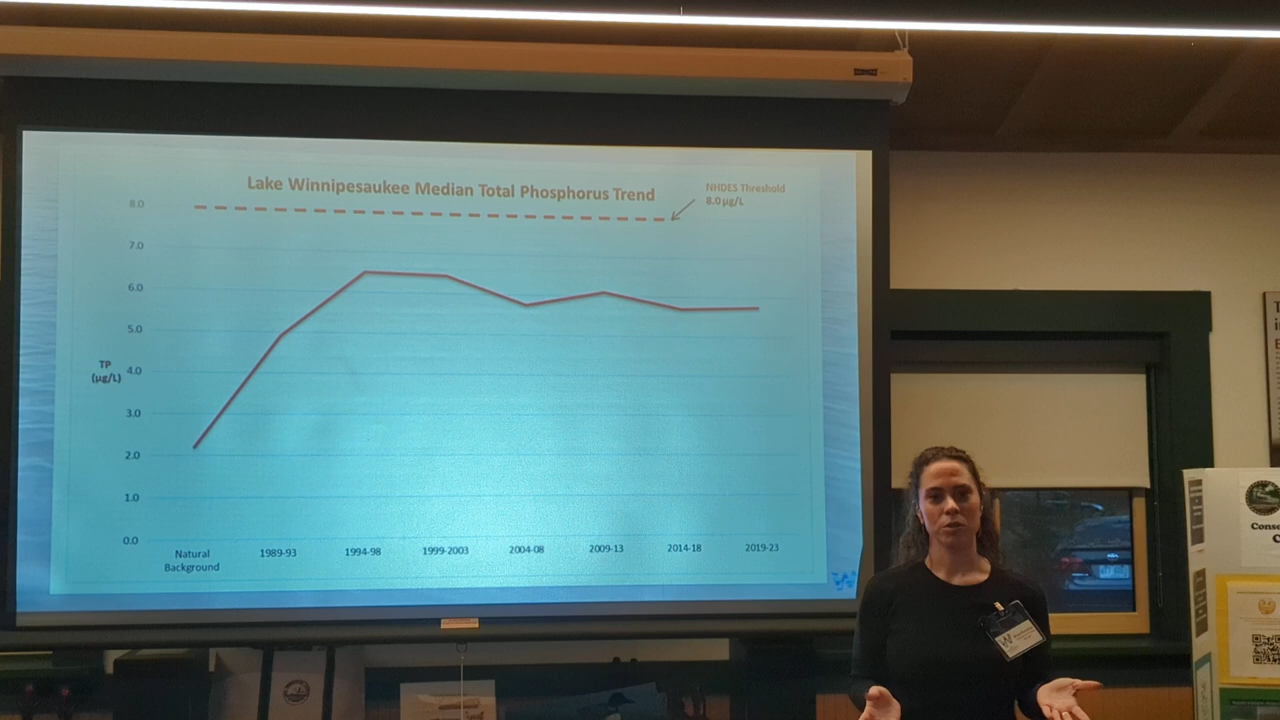 Lake Winnipesaukee Median Total Phosphorus Trend
NHDES Threshold
8.0 µg/L
8.0
7.0
6.0
5.0
TP
(µg/L)
4.0
3.0
2.0
1.0
0.0
Natural
Background
1989-93
1994-98
1999-2003
2004-08
2009-13
2014-18
2019-23
Conse
C
T
i
E